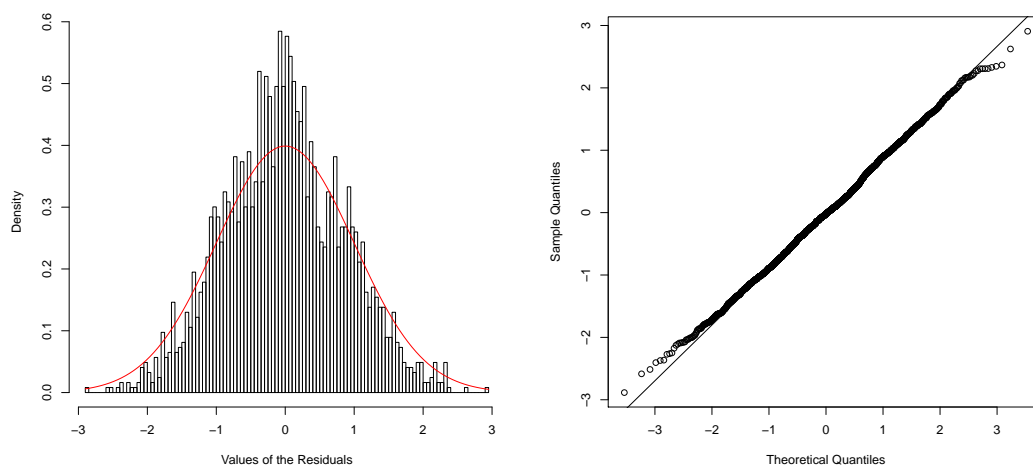 0.6
0.5
0.4
0.3
0.2
0.1
0.0
Density
−3 −2 −1 0 1 2 3
Values of the Residuals
3
2
1
0
−1
−2
−3
Sample Quantiles
−3 −2 −1 0 1 2 3
Theoretical Quantiles